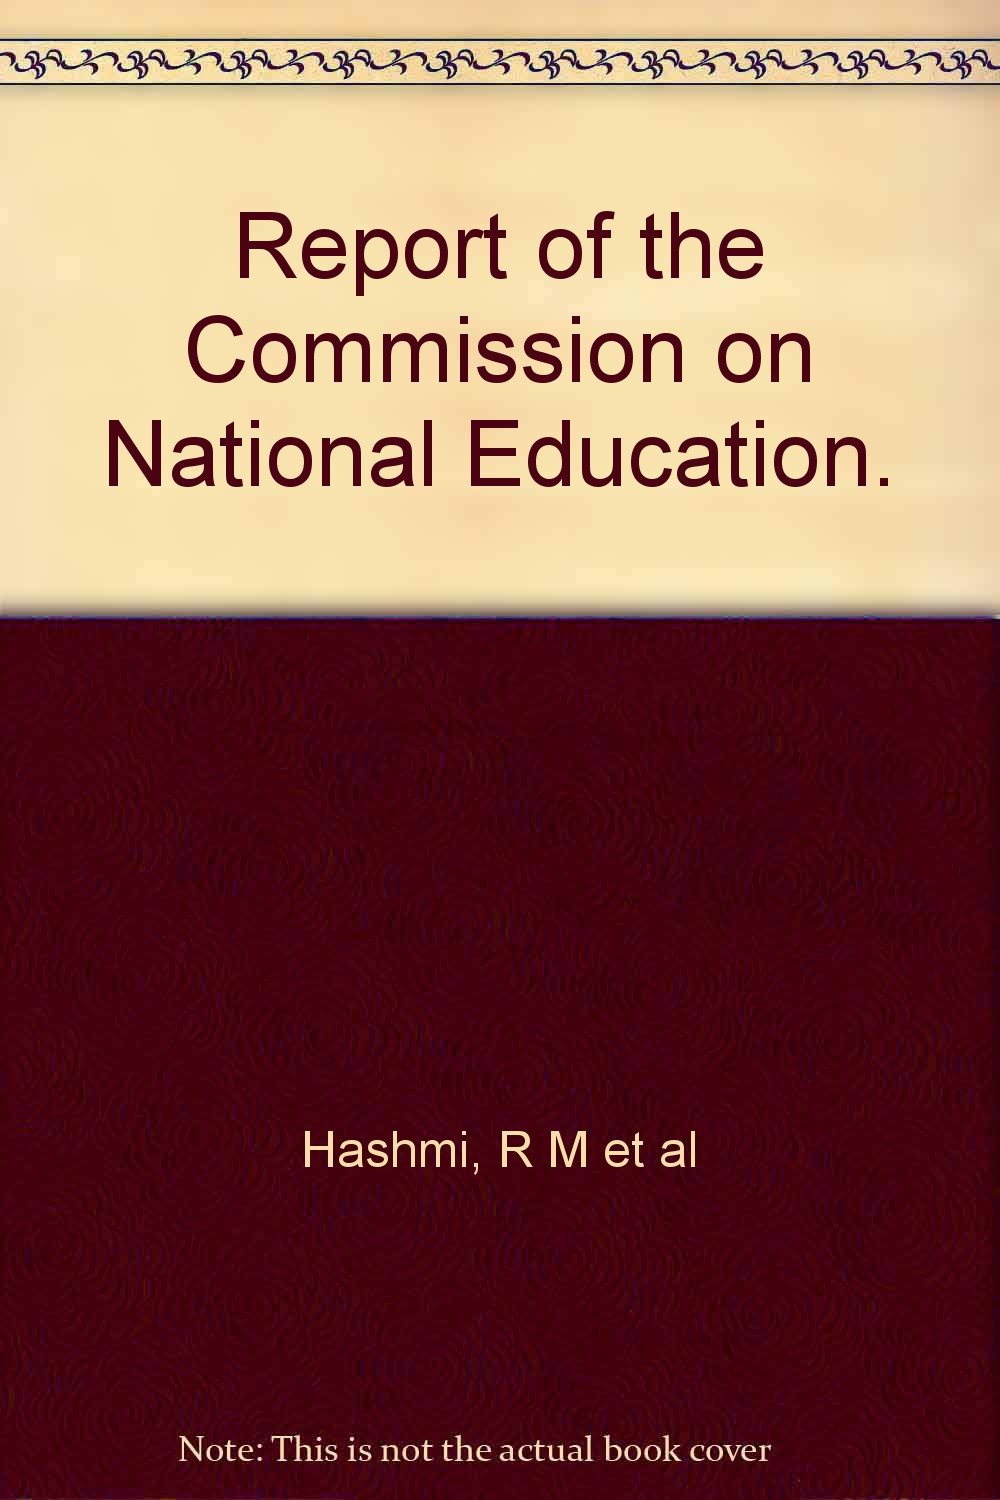 Report of the
Commission on
National Education.
Hashmi, R M et al
Note: This is not the actual book cover